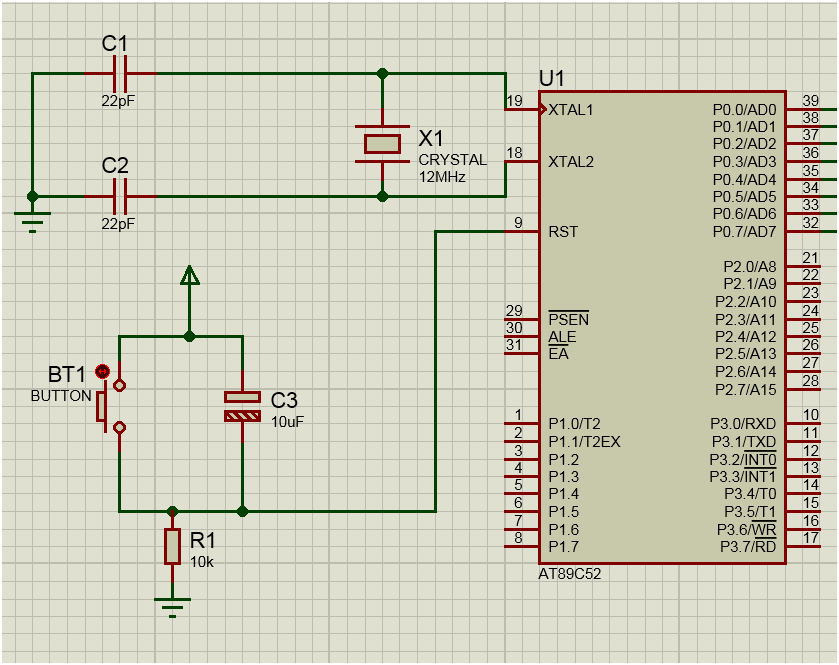 C1
22pF
C2
22pF
X1
CRYSTAL
12MHz
BT1
BUTTON
C3
10uF
R1
10k
U1
19 XTAL1
18 XTAL2
9 RST
29 PSEN
30 ALE
31 EA
1 P1.0/T2
2 P1.1/T2EX
3 P1.2
4 P1.3
5 P1.4
6 P1.5
7 P1.6
8 P1.7
P0.0/AD0 39
P0.1/AD1 38
P0.2/AD2 37
P0.3/AD3 36
P0.4/AD4 35
P0.5/AD5 34
P0.6/AD6 33
P0.7/AD7 32
P2.0/A8 21
P2.1/A9 22
P2.2/A10 23
P2.3/A11 24
P2.4/A12 25
P2.5/A13 26
P2.6/A14 27
P2.7/A15 28
P3.0/RXD 10
P3.1/TXD 11
P3.2/INT0 12
P3.3/INT1 13
P3.4/T0 14
P3.5/T1 15
P3.6/WR 16
P3.7/RD 17
AT89C52